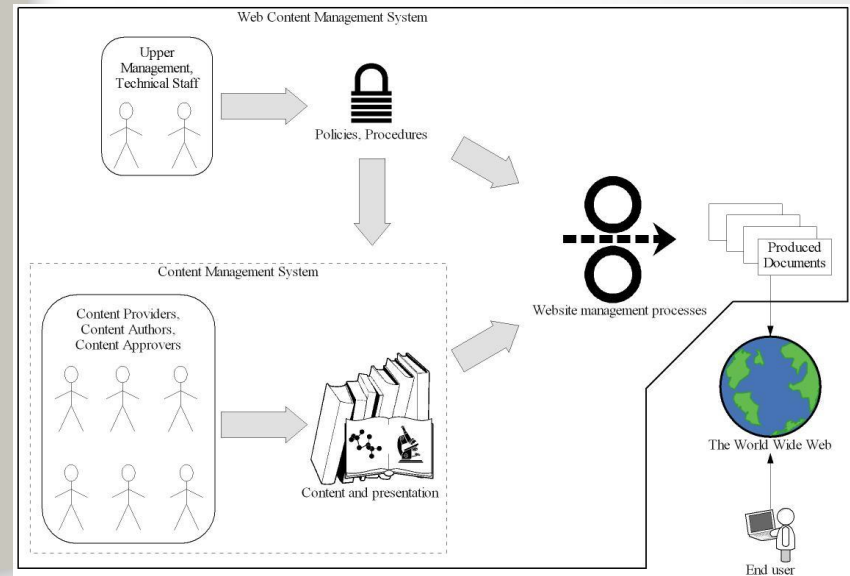 Web Content Management System
Upper
Management,
Technical Staff
Policies, Procedures
Content Management System
Content Providers,
Content Authors,
Content Approvers
Content and presentation
Website management processes
Produced
Documents
The World Wide Web
End user